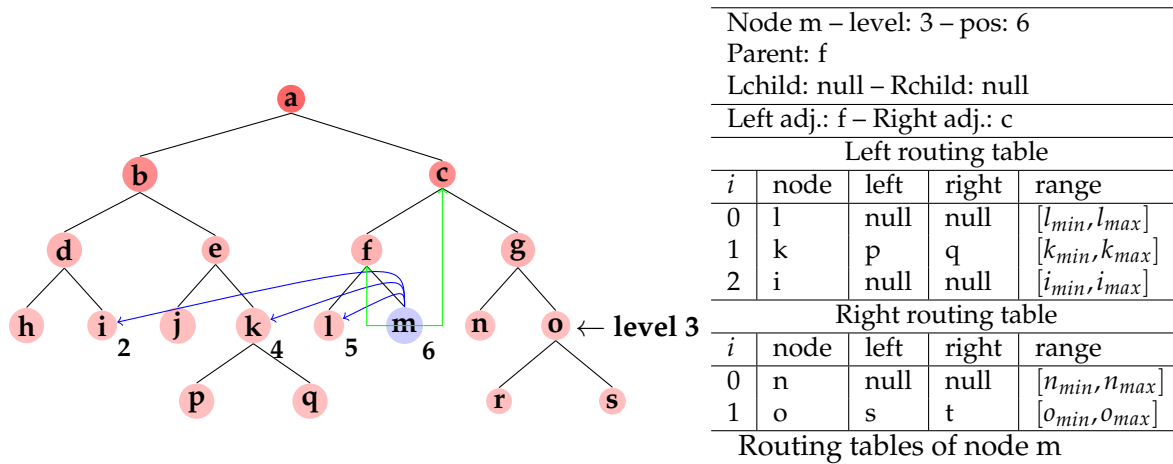 a
b
c
d
e
f
g
h
i
j
k
l
m
n
o
← level 3
2
4
5
6
p
q
r
s
Node m – level: 3 – pos: 6
Parent: f
Lchild: null – Rchild: null
Left adj.: f – Right adj.: c
Left routing table
i node left right range
0 l null null [l_min, l_max]
1 k p q [k_min, k_max]
2 i null null [i_min, i_max]
Right routing table
i node left right range
0 n null null [n_min, n_max]
1 o s t [o_min, o_max]
Routing tables of node m